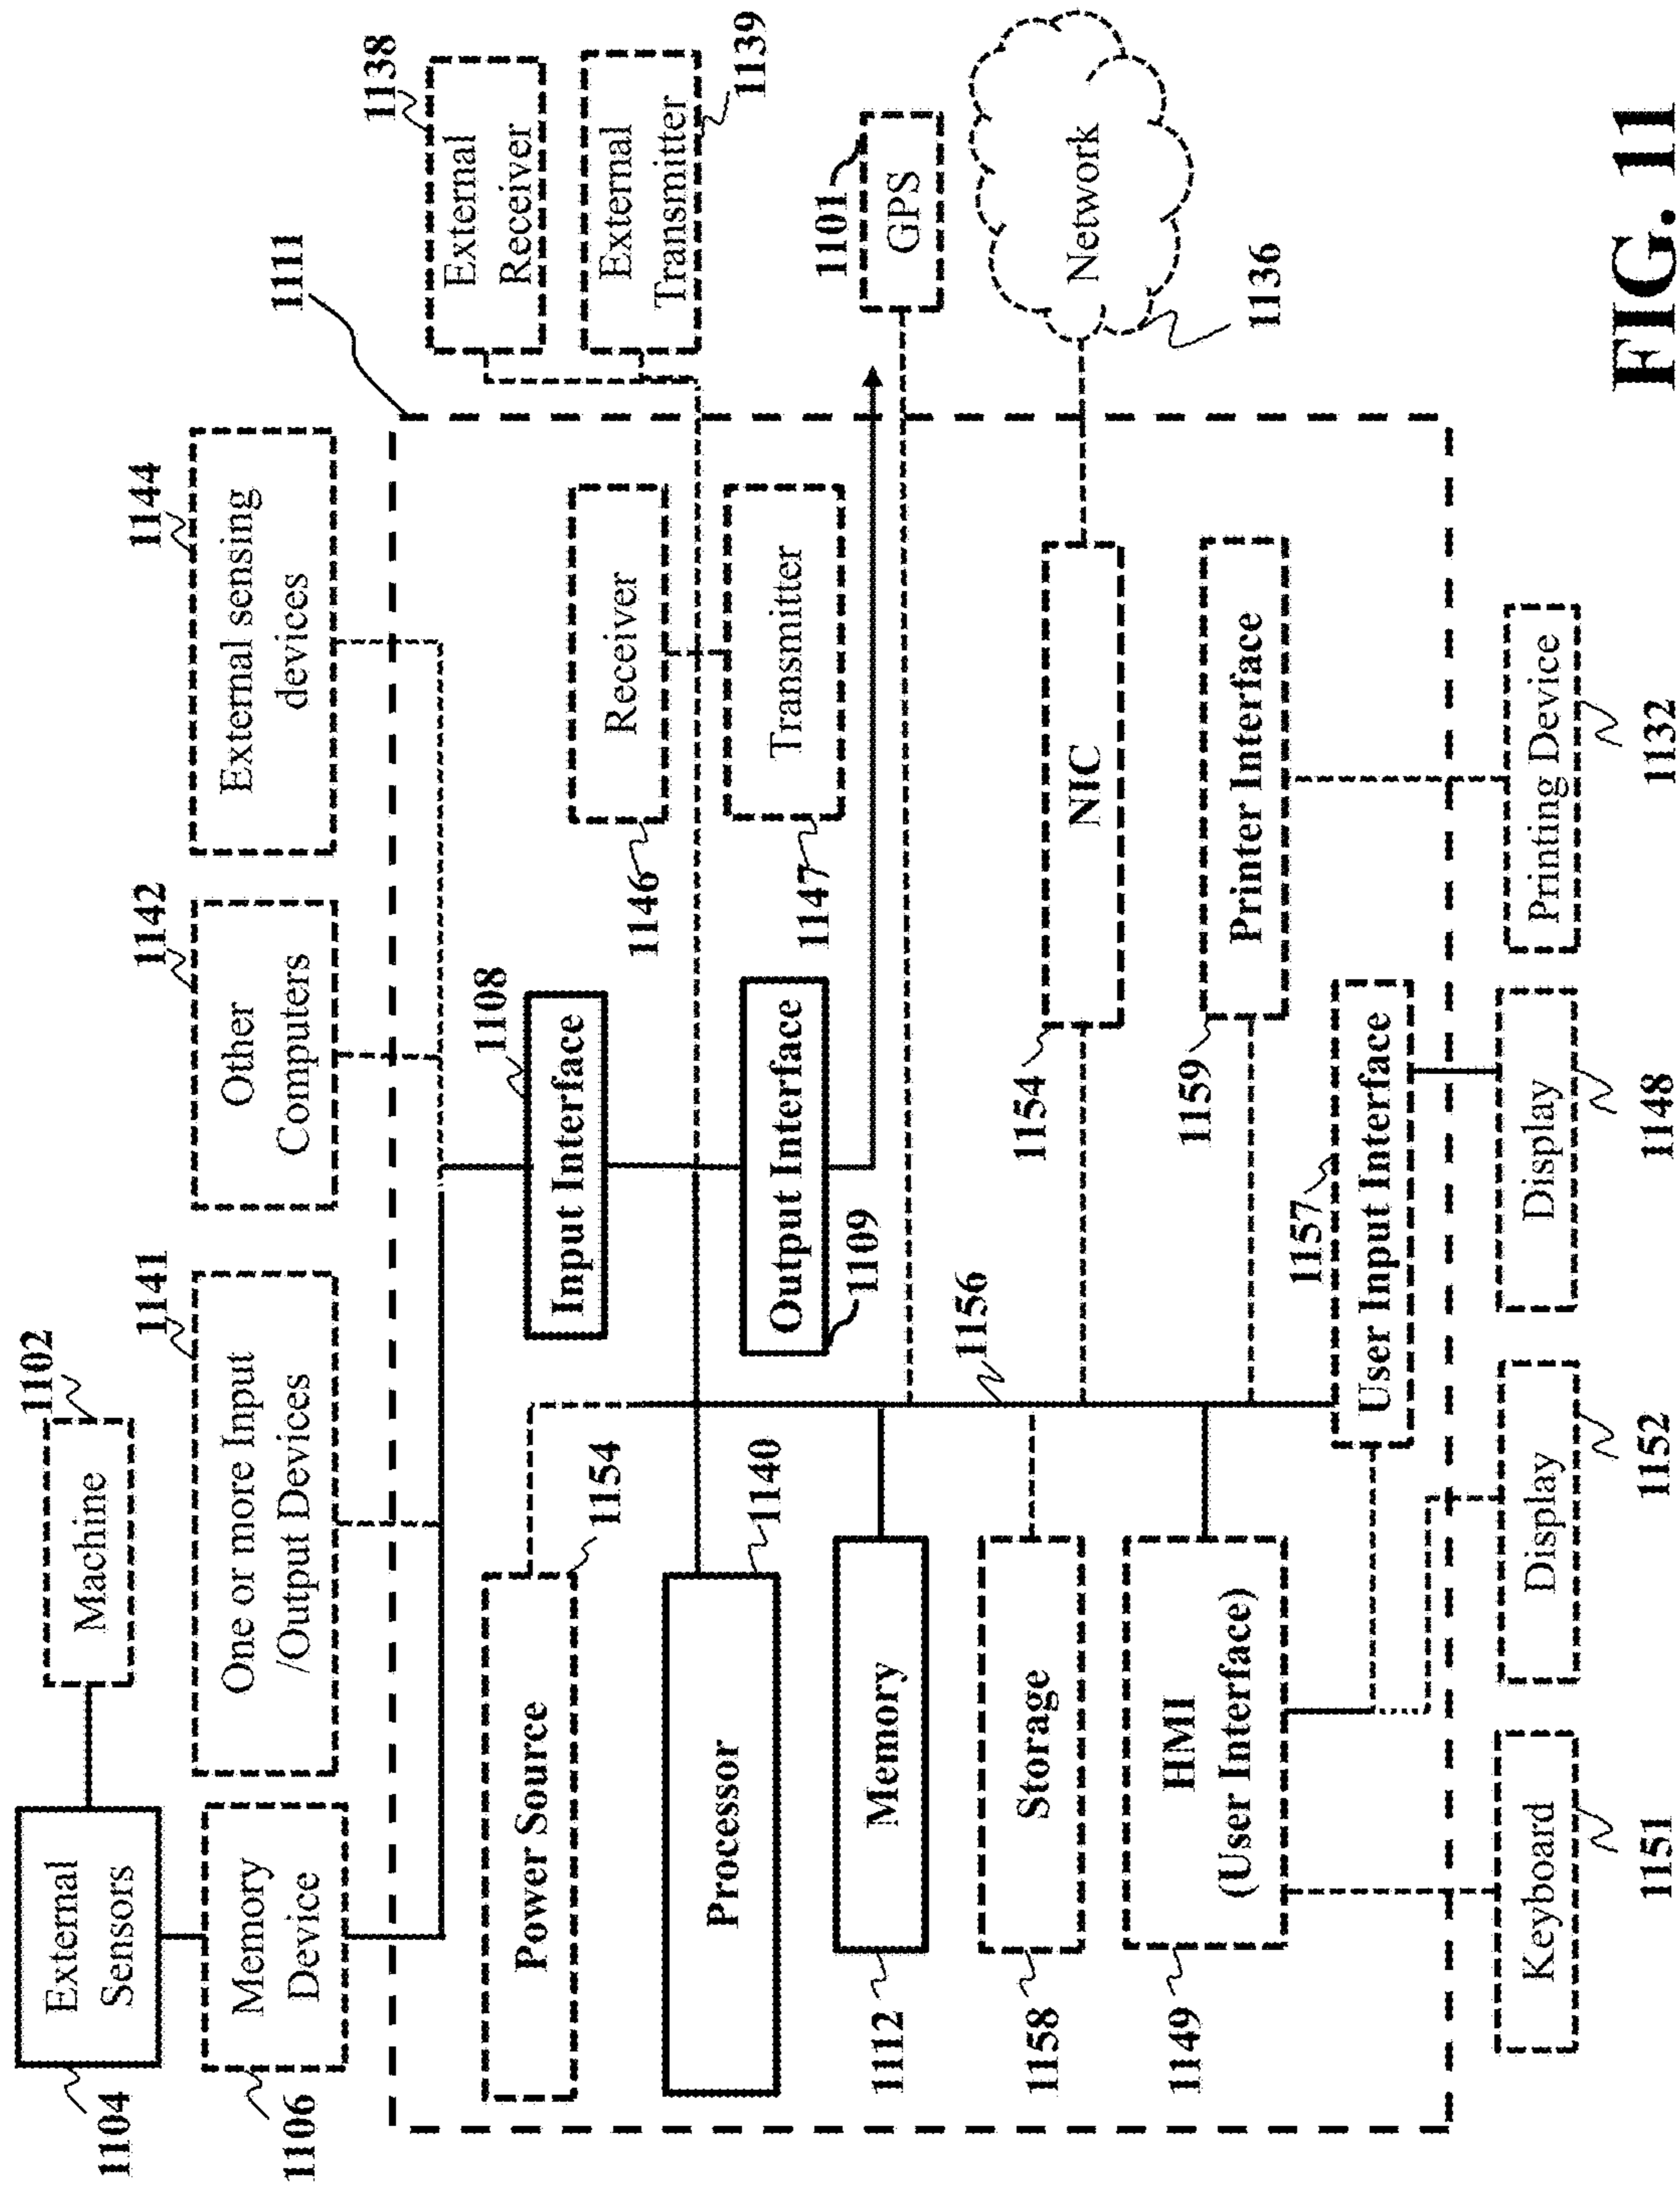 1102
Machine
External
Sensors
1104
1141
One or more Input
/Output Devices
1142
Other
Computers
1144
External sensing
devices
Memory
Device
1106
1111
1138
External
Receiver
External
Transmitter
1139
1108
Input Interface
Receiver
1146
Power Source
1154
Processor
1140
Output Interface
1109
Transmitter
1147
1101
GPS
Memory
1112
1156
Storage
1158
NIC
1154
Network
1136
HMI
(User Interface)
1149
Printer Interface
1159
1157
User Input Interface
Keyboard
1151
Display
1152
Display
1148
Printing Device
1132
FIG. 11